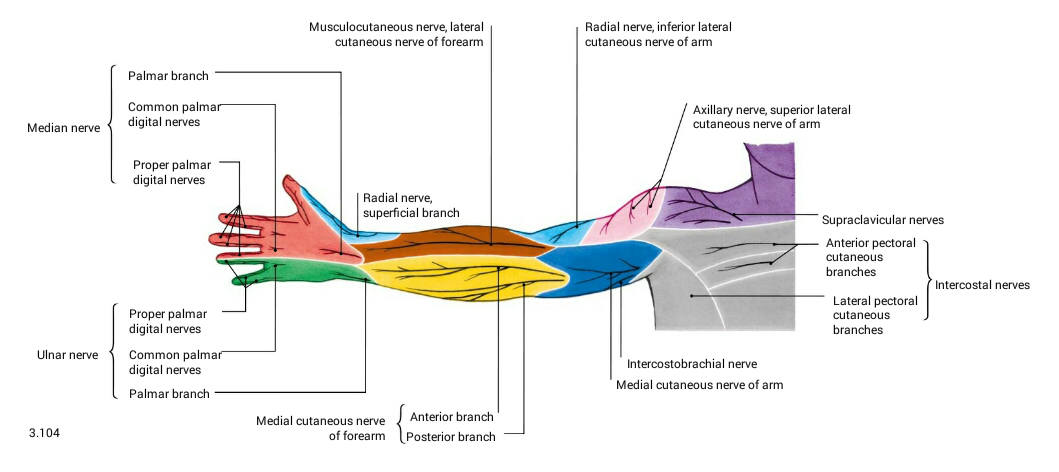 Musculocutaneous nerve, lateral
cutaneous nerve of forearm
Radial nerve, inferior lateral
cutaneous nerve of arm
Median nerve
Palmar branch
Common palmar
digital nerves
Proper palmar
digital nerves
Axillary nerve, superior lateral
cutaneous nerve of arm
Radial nerve,
superficial branch
Supraclavicular nerves
Anterior pectoral
cutaneous
branches
Intercostal nerves
Lateral pectoral
cutaneous
branches
Ulnar nerve
Proper palmar
digital nerves
Common palmar
digital nerves
Palmar branch
Intercostobrachial nerve
Medial cutaneous nerve of arm
Medial cutaneous nerve
of forearm
Anterior branch
Posterior branch
3.104